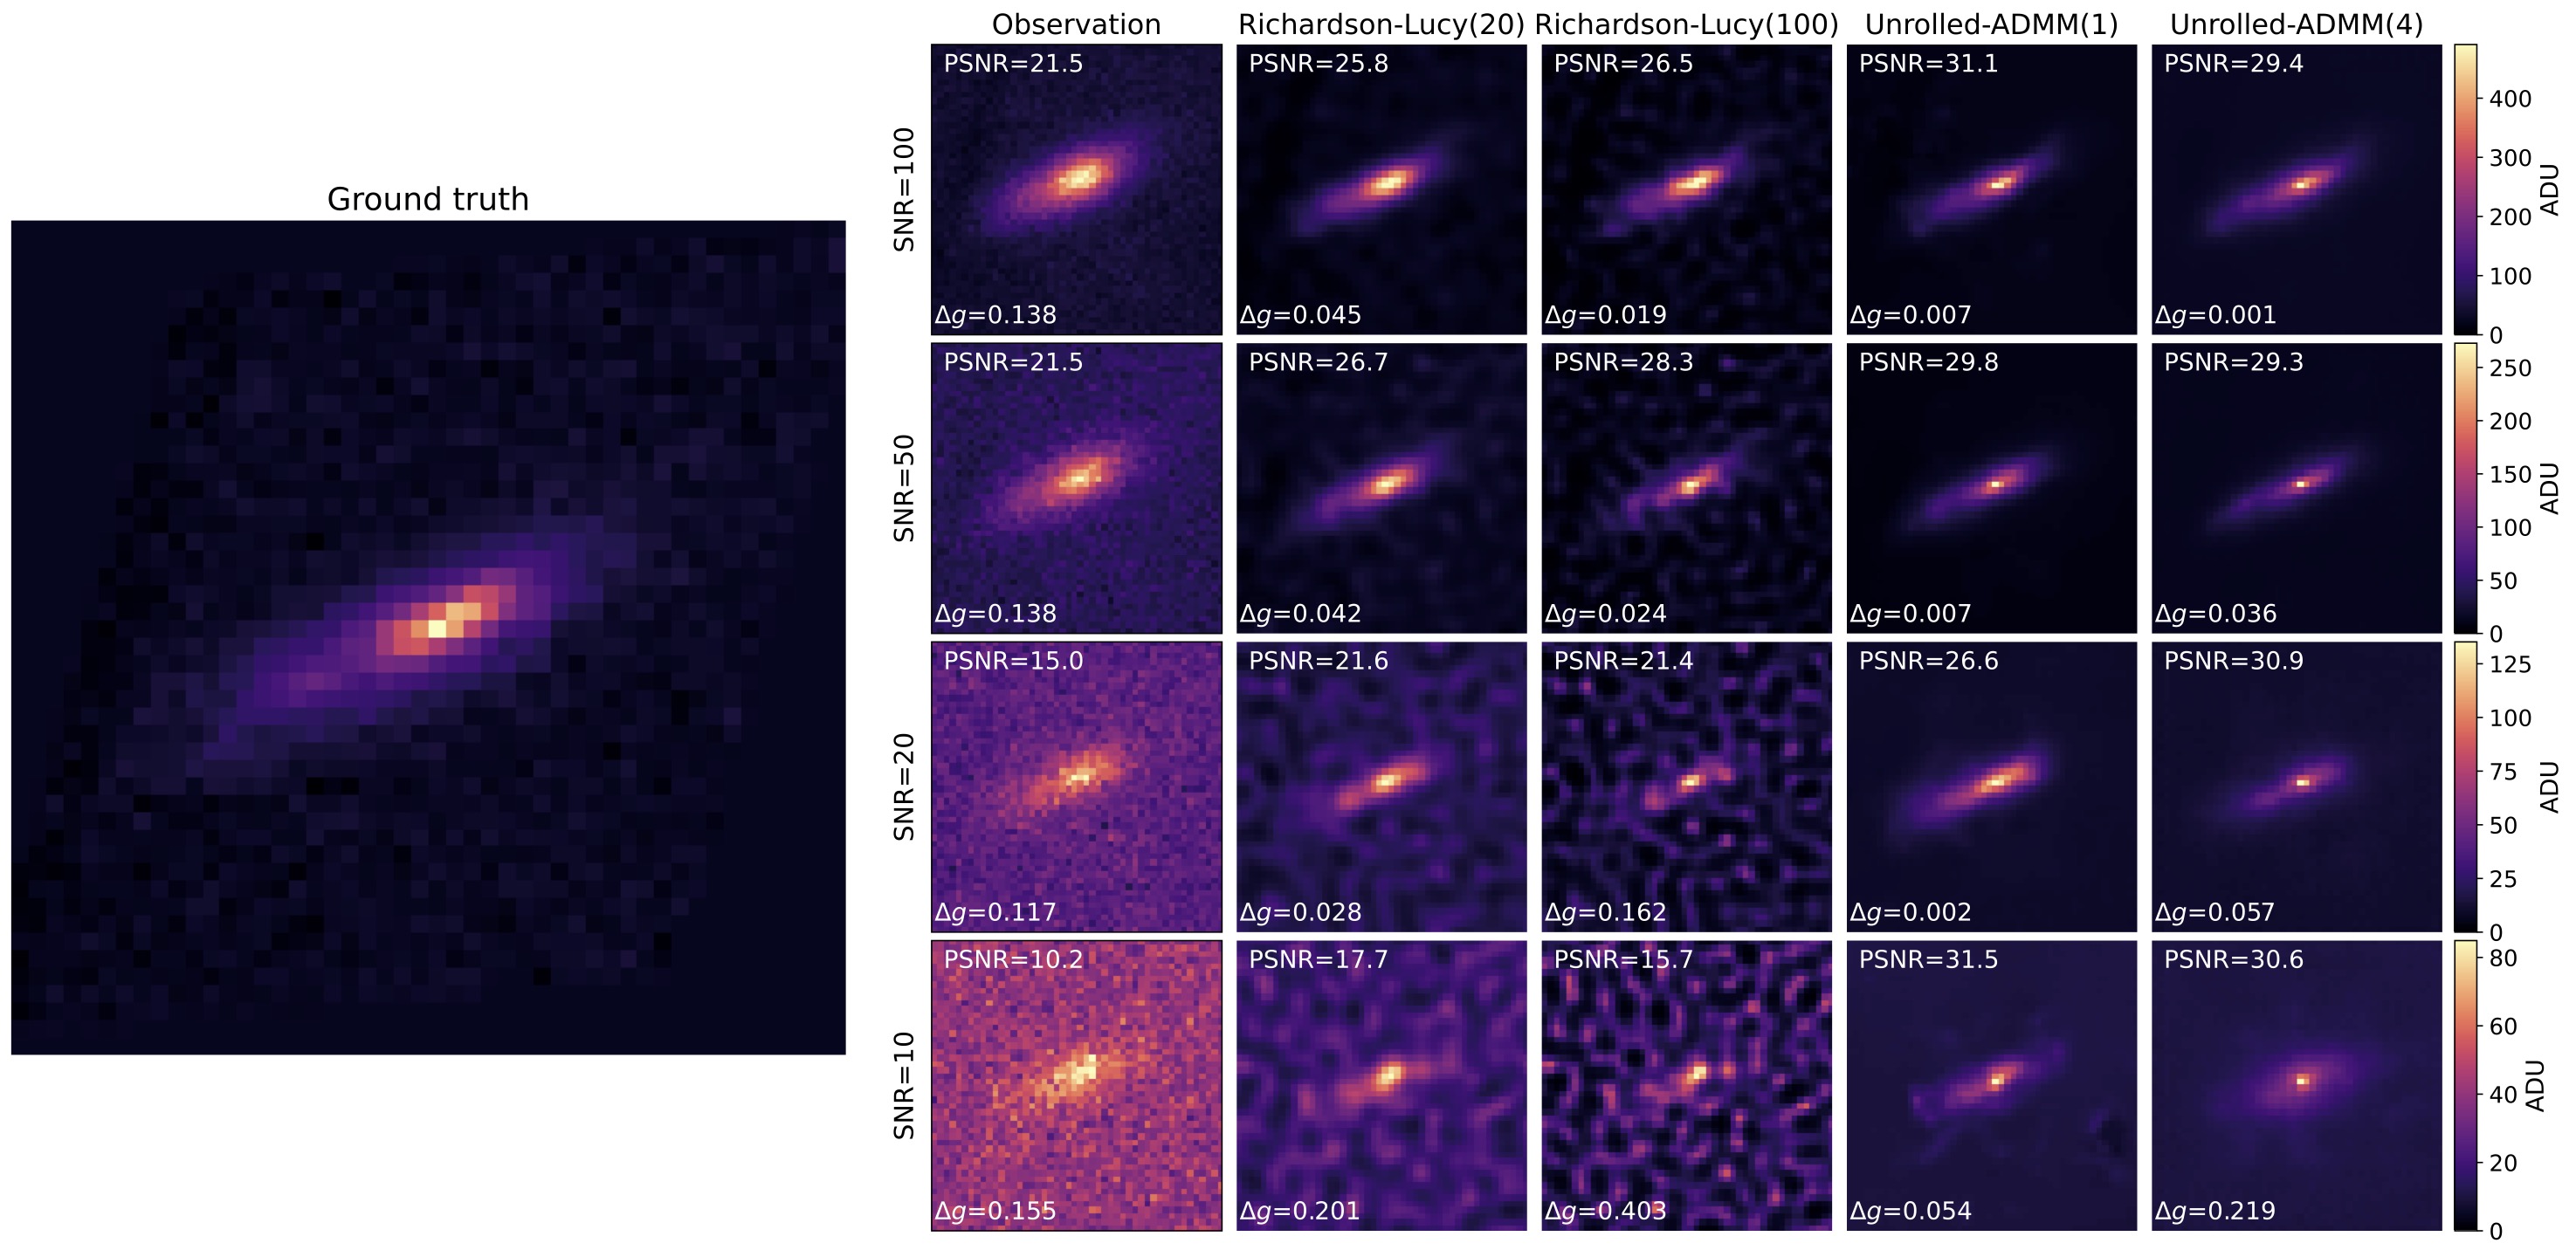 Ground truth
Observation
Richardson-Lucy(20)
Richardson-Lucy(100)
Unrolled-ADMM(1)
Unrolled-ADMM(4)
SNR=100
PSNR=21.5
Δg=0.138
PSNR=25.8
Δg=0.045
PSNR=26.5
Δg=0.019
PSNR=31.1
Δg=0.007
PSNR=29.4
Δg=0.001
400
300
200
100
0
ADU
SNR=50
PSNR=21.5
Δg=0.138
PSNR=26.7
Δg=0.042
PSNR=28.3
Δg=0.024
PSNR=29.8
Δg=0.007
PSNR=29.3
Δg=0.036
250
200
150
100
50
0
ADU
SNR=20
PSNR=15.0
Δg=0.117
PSNR=21.6
Δg=0.028
PSNR=21.4
Δg=0.162
PSNR=26.6
Δg=0.002
PSNR=30.9
Δg=0.057
125
100
75
50
25
0
ADU
SNR=10
PSNR=10.2
Δg=0.155
PSNR=17.7
Δg=0.201
PSNR=15.7
Δg=0.403
PSNR=31.5
Δg=0.054
PSNR=30.6
Δg=0.219
80
60
40
20
0
ADU